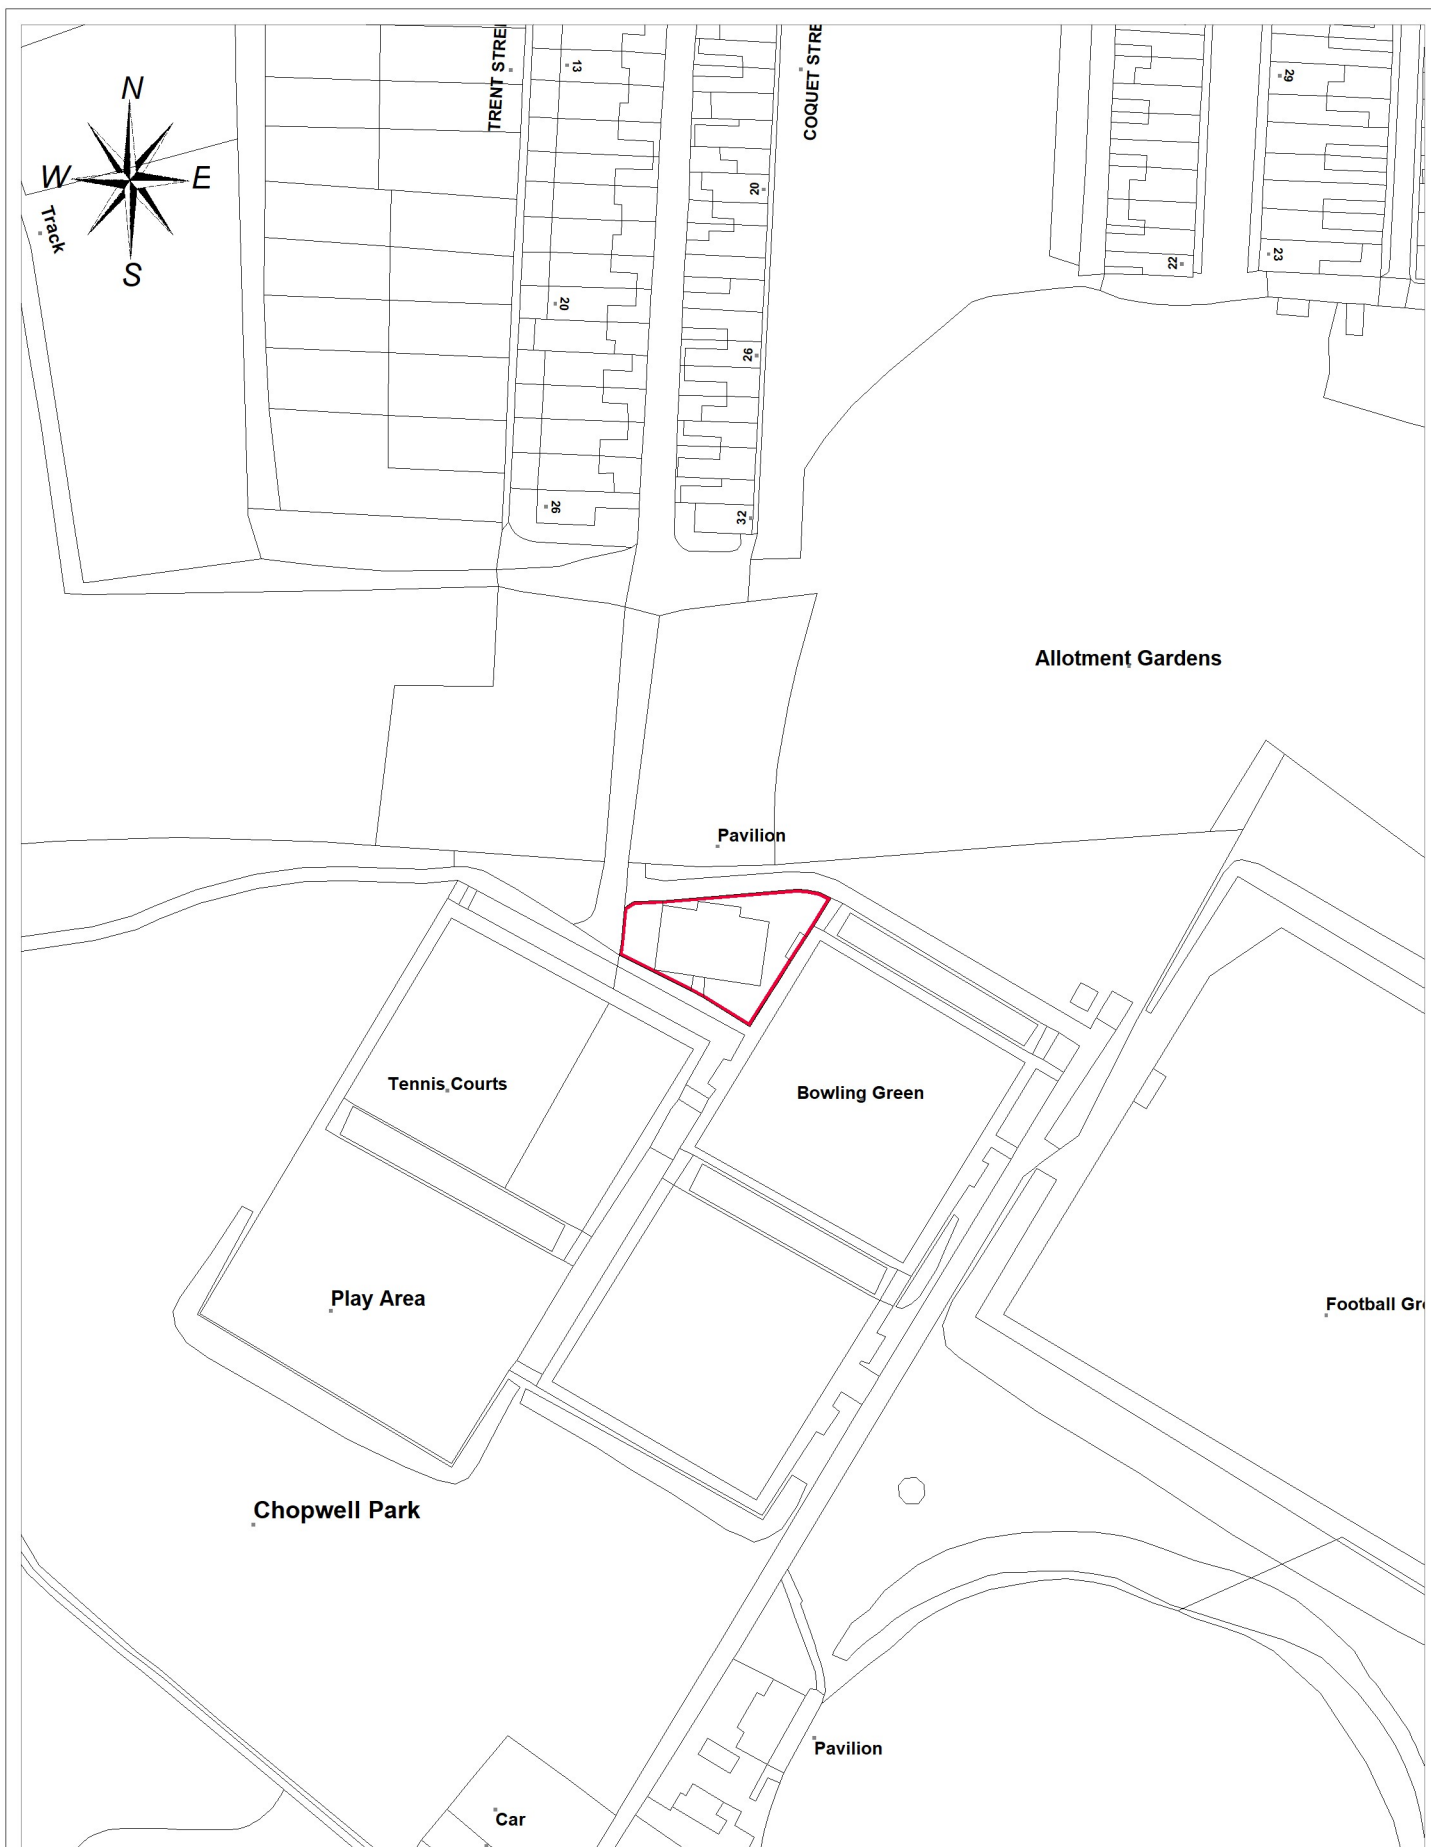 TRENT STRE
COQUET STRE
13
29
N
W
E
S
Track
20
22
23
20
26
26
32
Allotment Gardens
Pavilion
Tennis Courts
Bowling Green
Play Area
Football Gr
Chopwell Park
Pavilion
Car